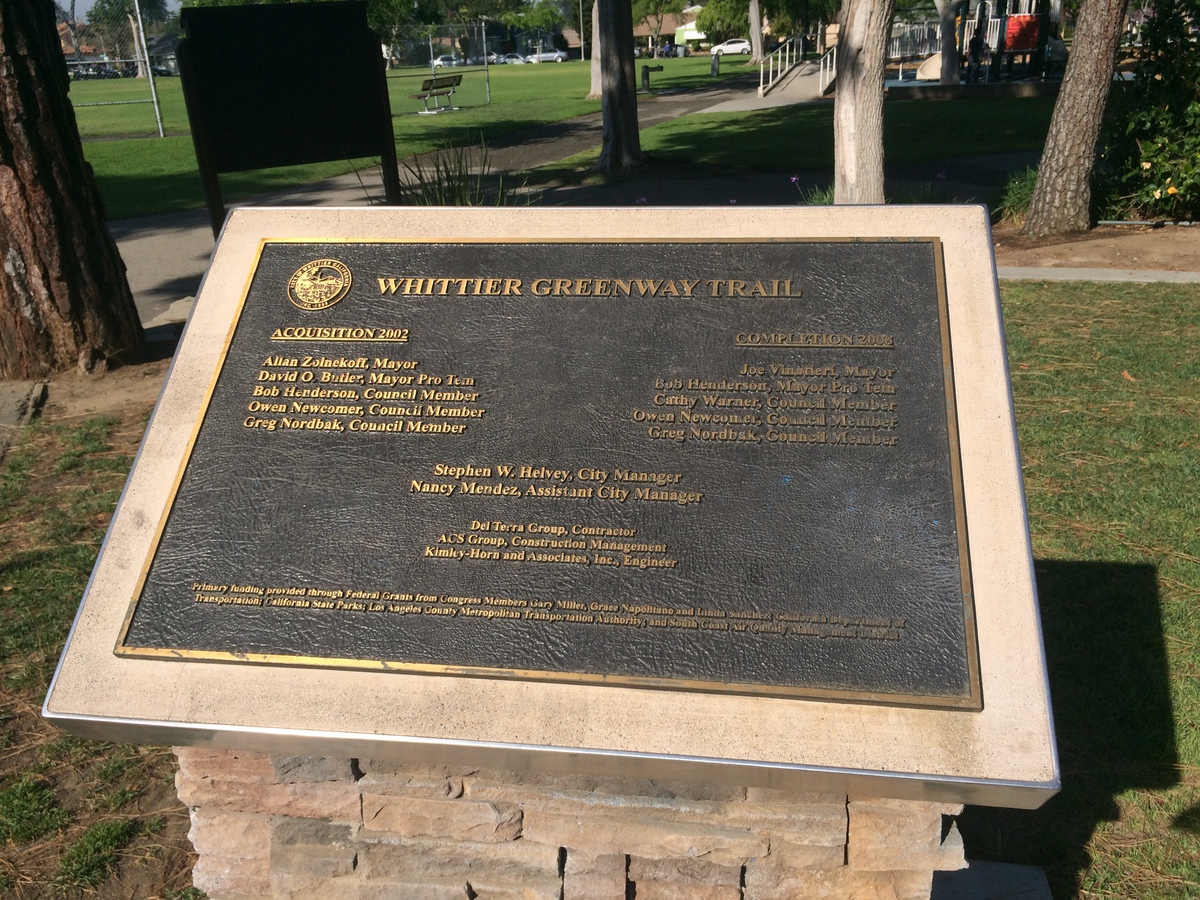 WHITTIER GREENWAY TRAIL
ACQUISITION 2002
Allan Zolnekoff, Mayor
David O. Butler, Mayor Pro Tem
Bob Henderson, Council Member
Owen Newcomer, Council Member
Greg Nordbak, Council Member
COMPLETION 2008
Joe Vinatieri, Mayor
Bob Henderson, Mayor Pro Tem
Cathy Warner, Council Member
Owen Newcomer, Council Member
Greg Nordbak, Council Member
Stephen W. Helvey, City Manager
Nancy Mendez, Assistant City Manager
Del Terra Group, Contractor
ACS Group, Construction Management
Kimley-Horn and Associates, Inc., Engineer
Primary funding provided through Federal Grants from Congress Members Gary Miller, Grace Napolitano and Linda Sanchez; California Department of
Transportation; California State Parks; Los Angeles County Metropolitan Transportation Authority; and South Coast Air Quality Management District